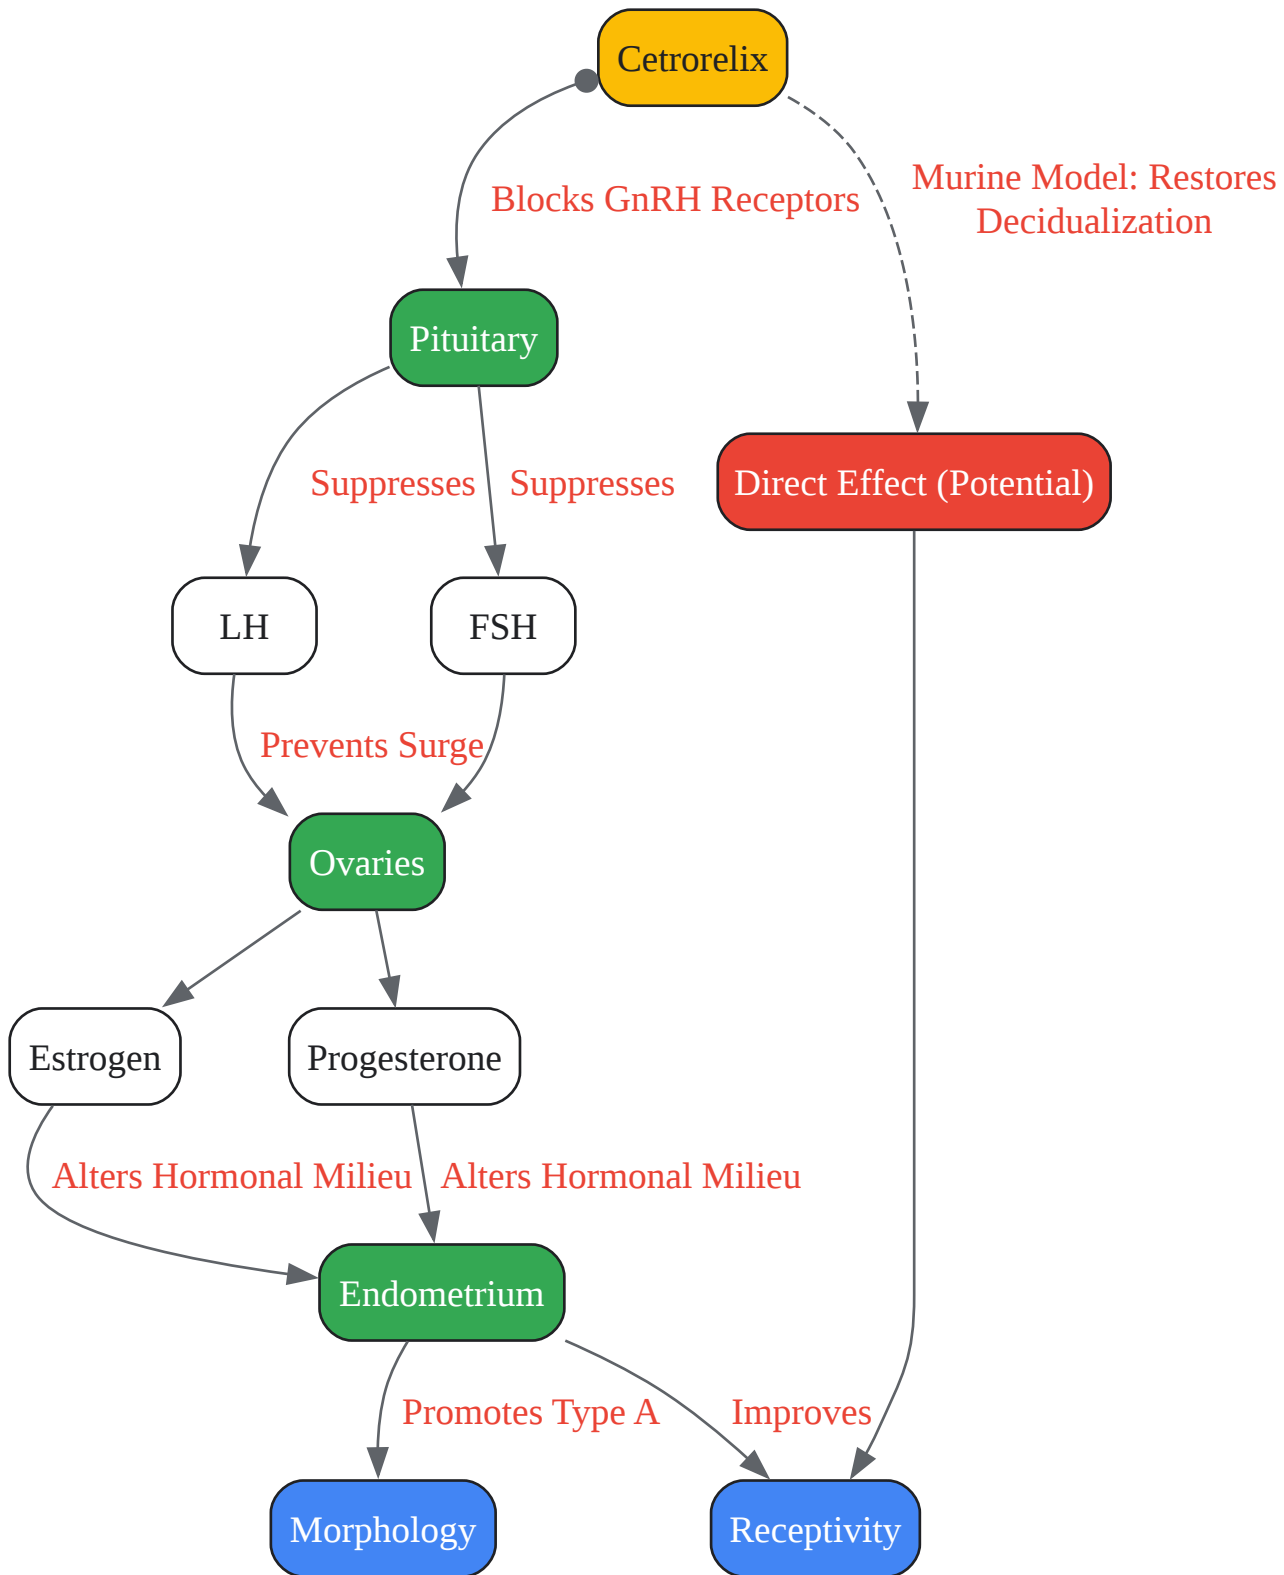 Cetrorelix
Murine Model: Restores
Decidualization
Blocks GnRH Receptors
Pituitary
Suppresses
Suppresses
Direct Effect (Potential)
LH
FSH
Prevents Surge
Ovaries
Estrogen
Progesterone
Alters Hormonal Milieu
Alters Hormonal Milieu
Endometrium
Promotes Type A
Improves
Morphology
Receptivity